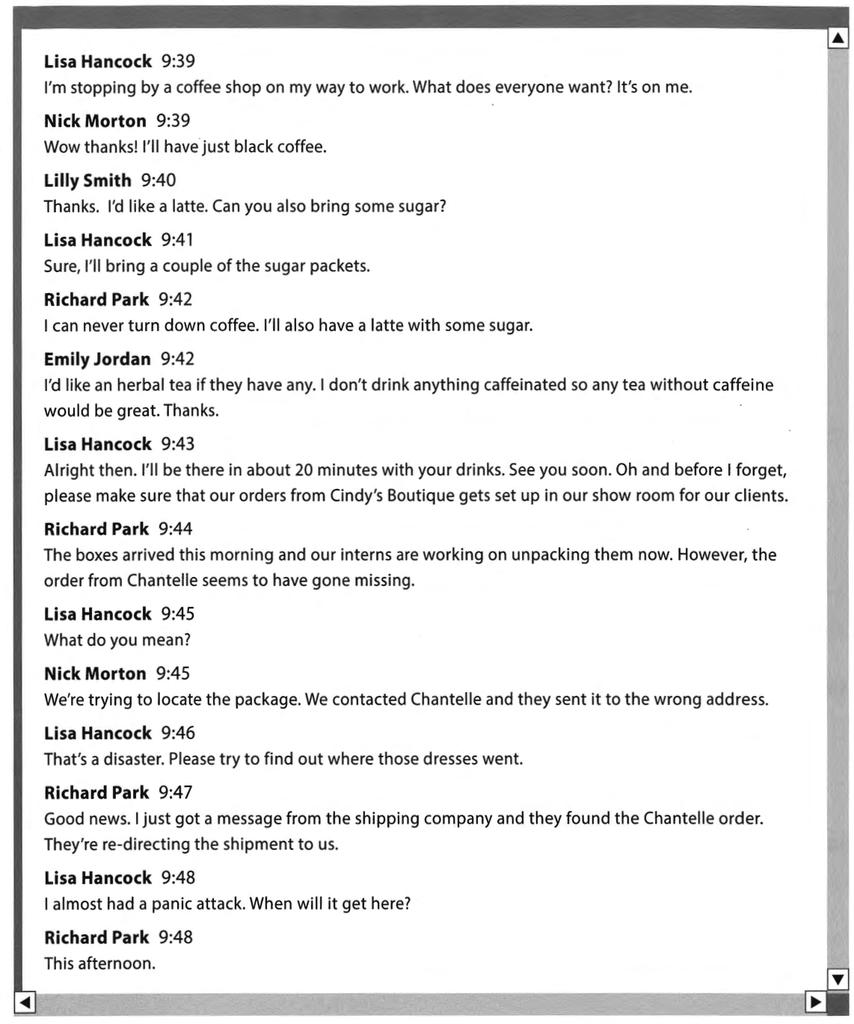 Lisa Hancock 9:39
I'm stopping by a coffee shop on my way to work. What does everyone want? It's on me.
Nick Morton 9:39
Wow thanks! I'll have just black coffee.
Lilly Smith 9:40
Thanks. I'd like a latte. Can you also bring some sugar?
Lisa Hancock 9:41
Sure, I'll bring a couple of the sugar packets.
Richard Park 9:42
I can never turn down coffee. I'll also have a latte with some sugar.
Emily Jordan 9:42
I'd like an herbal tea if they have any. I don't drink anything caffeinated so any tea without caffeine
would be great. Thanks.
Lisa Hancock 9:43
Alright then. I'll be there in about 20 minutes with your drinks. See you soon. Oh and before I forget,
please make sure that our orders from Cindy's Boutique gets set up in our show room for our clients.
Richard Park 9:44
The boxes arrived this morning and our interns are working on unpacking them now. However, the
order from Chantelle seems to have gone missing.
Lisa Hancock 9:45
What do you mean?
Nick Morton 9:45
We're trying to locate the package. We contacted Chantelle and they sent it to the wrong address.
Lisa Hancock 9:46
That's a disaster. Please try to find out where those dresses went.
Richard Park 9:47
Good news. I just got a message from the shipping company and they found the Chantelle order.
They're re-directing the shipment to us.
Lisa Hancock 9:48
I almost had a panic attack. When will it get here?
Richard Park 9:48
This afternoon.